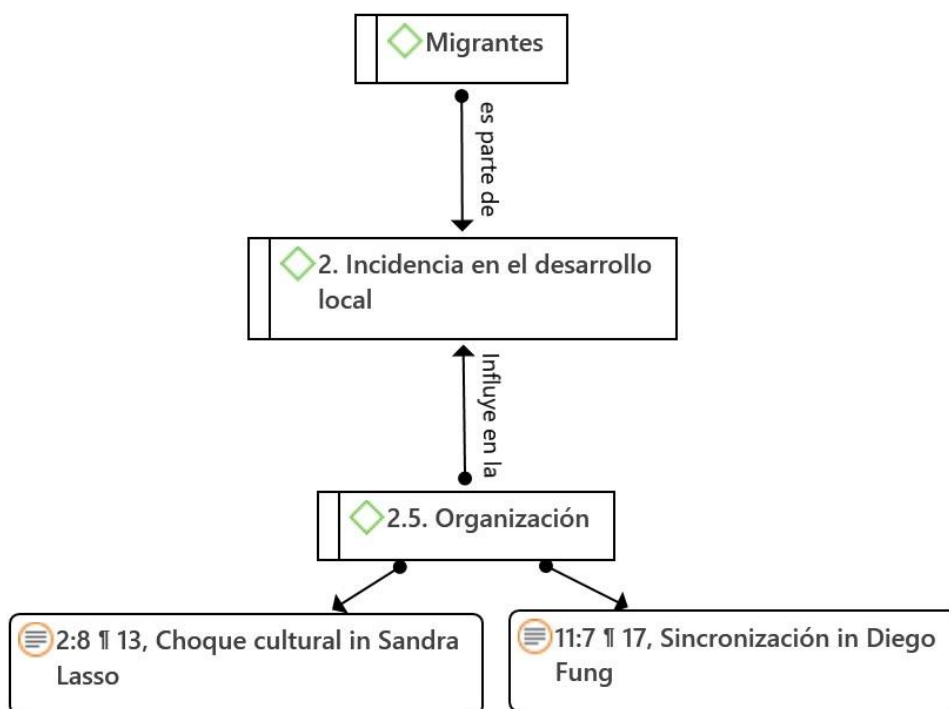 Migrantes
es parte de
2. Incidencia en el desarrollo
local
Influye en la
2.5. Organización
2:8 ¶ 13, Choque cultural in Sandra
Lasso
11:7 ¶ 17, Sincronización in Diego
Fung